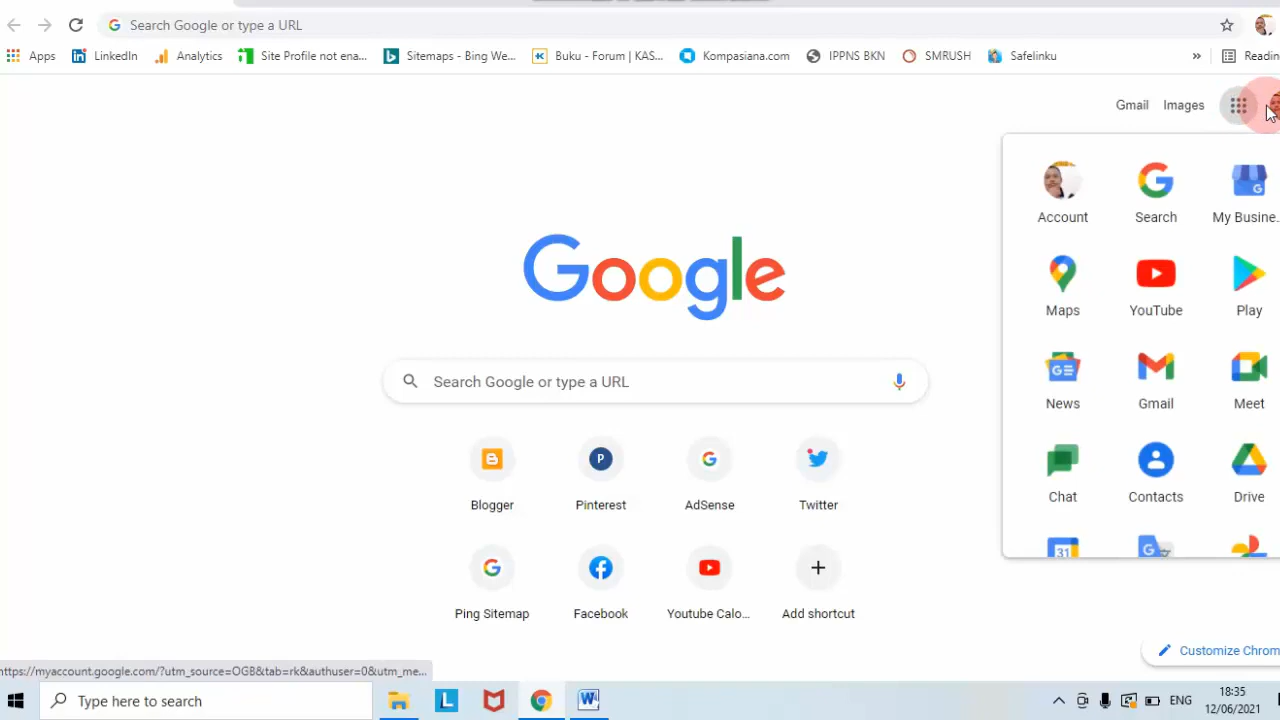 Search Google or type a URL
Apps LinkedIn Analytics Site Profile not ena... Sitemaps - Bing We... Buku - Forum | KAS... Kompasiana.com IPPNS BKN SMRUSH Safelinku » Readin
Gmail Images
Account Search My Busine..
Maps YouTube Play
News Gmail Meet
Chat Contacts Drive
31
Google
Search Google or type a URL
Blogger Pinterest AdSense Twitter
Ping Sitemap Facebook Youtube Calo... Add shortcut
Customize Chrom
https://myaccount.google.com/?utm_source=OGB&tab=rk&authuser=0&utm_me...
Type here to search
ENG
18:35
12/06/2021